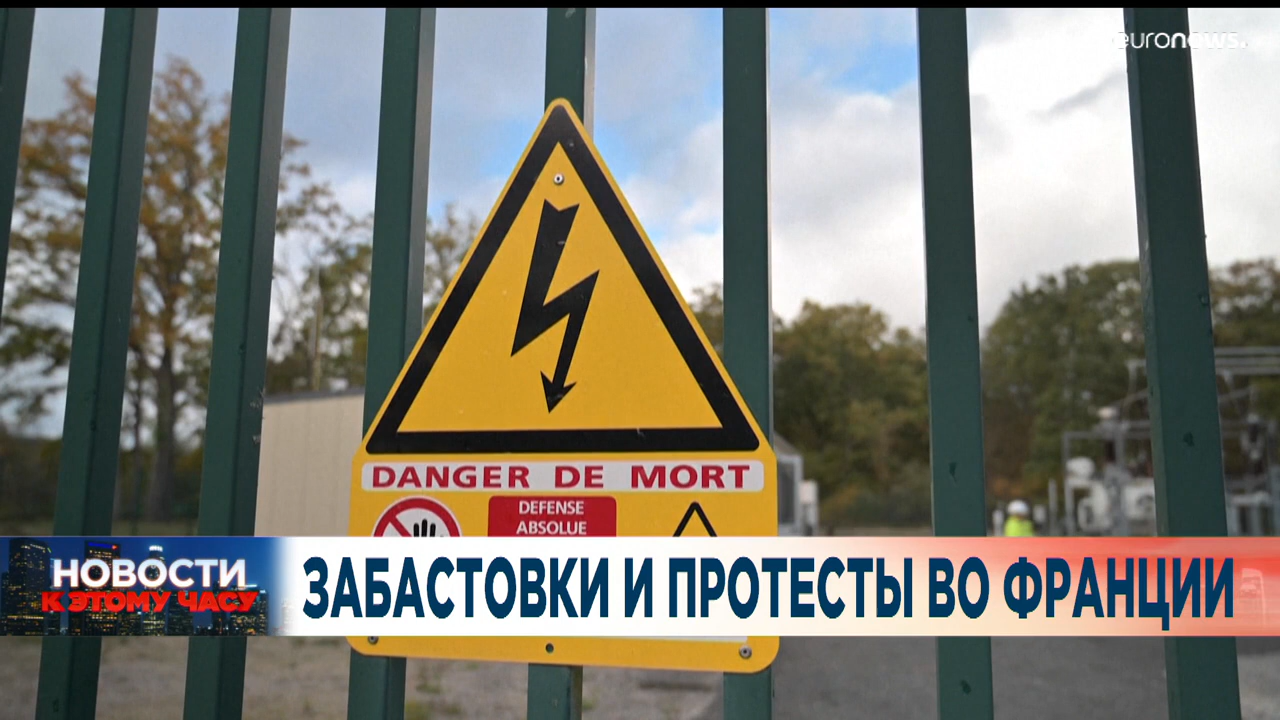 euronews.
DANGER DE MORT
DEFENSE
ABSOLUE
НОВОСТИ
К ЭТОМУ ЧАСУ
ЗАБАСТОВКИ И ПРОТЕСТЫ ВО ФРАНЦИИ